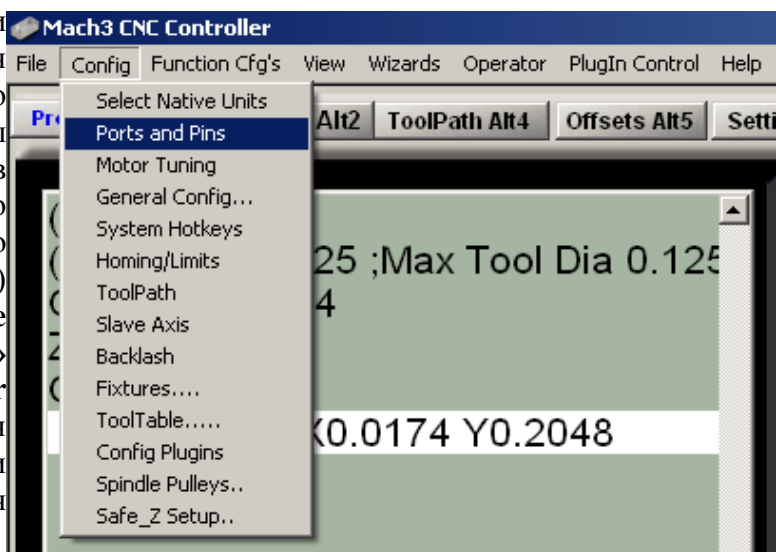 Mach3 CNC Controller
File Config Function Cfg's View Wizards Operator PlugIn Control Help
Alt2 ToolPath Alt4 Offsets Alt5
Select Native Units
Ports and Pins
Motor Tuning
General Config...
System Hotkeys
Homing/Limits
ToolPath
Slave Axis
Backlash
Fixtures....
ToolTable.....
Config Plugins
Spindle Pulleys..
Safe_Z Setup..
25 ;Max Tool Dia 0.125
4
X0.0174 Y0.2048